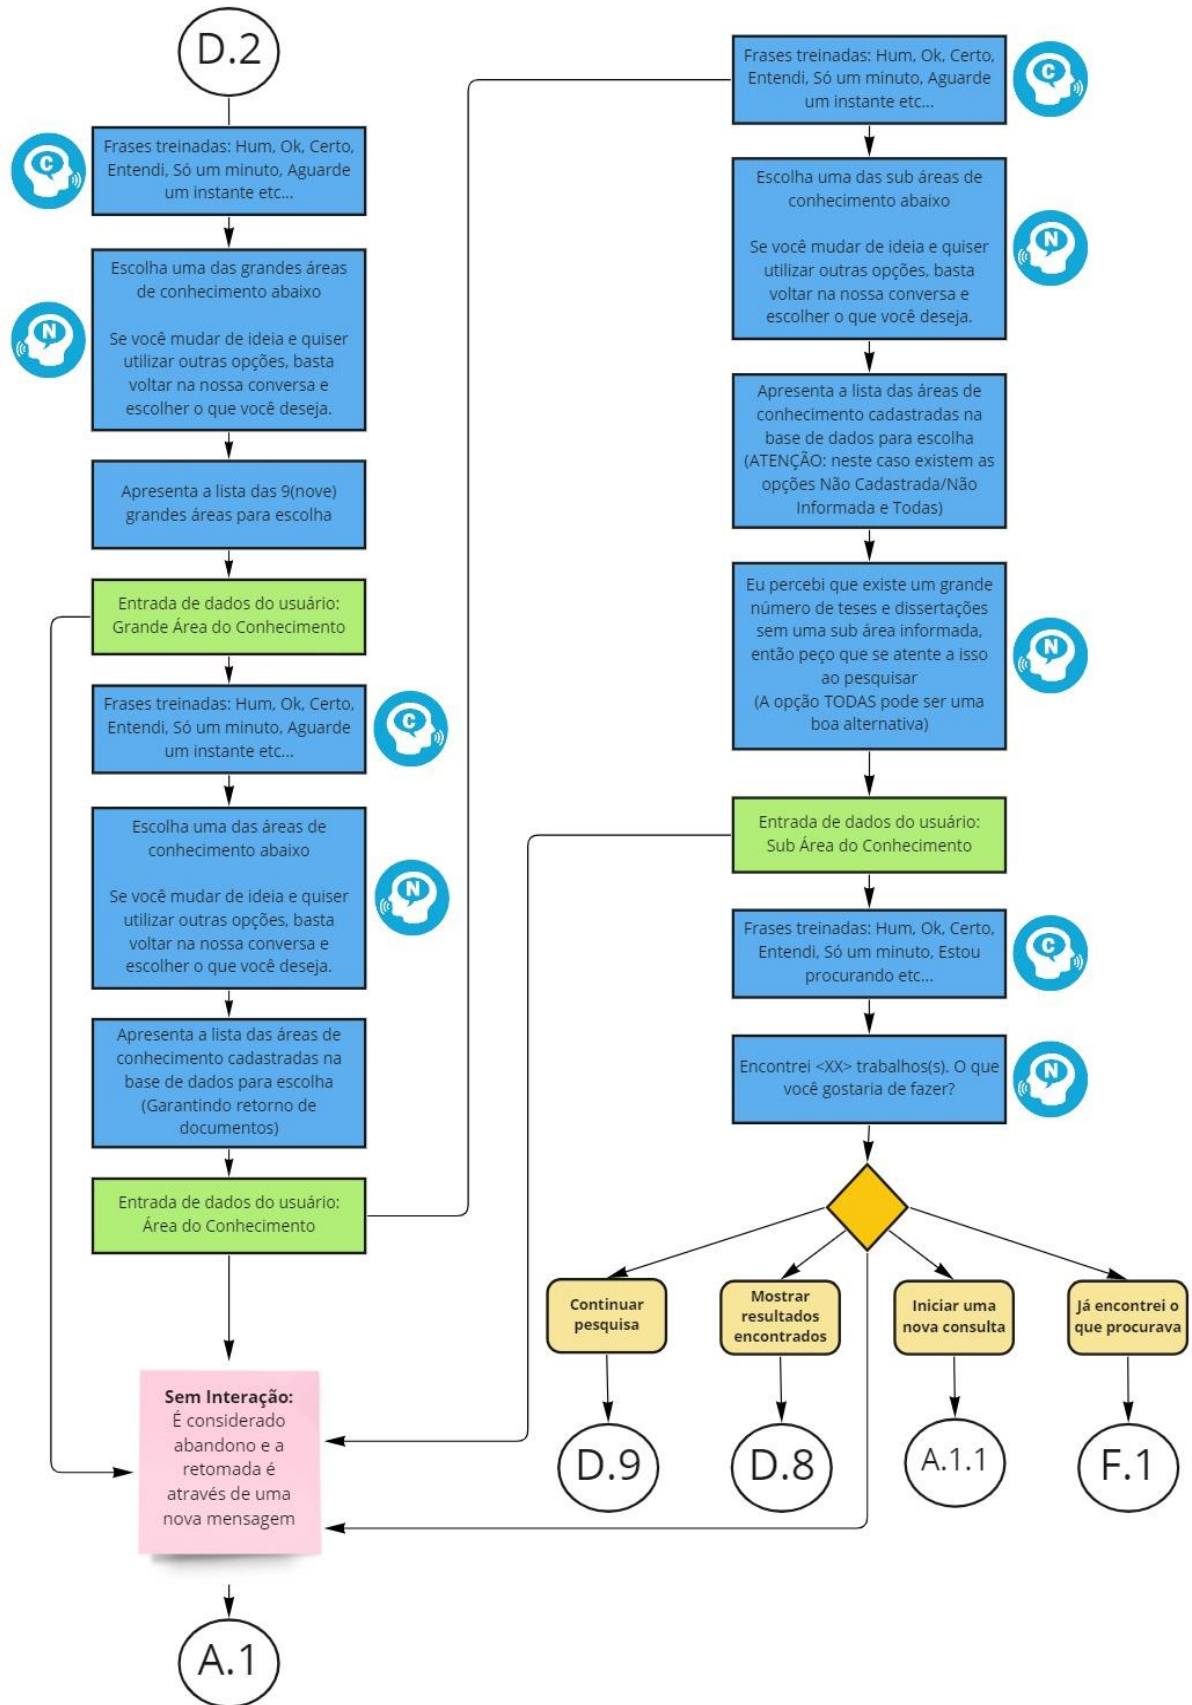 D.2
C
Frases treinadas: Hum, Ok, Certo,
Entendi, Só um minuto, Aguarde
um instante etc...
N
Escolha uma das grandes áreas
de conhecimento abaixo
Se você mudar de ideia e quiser
utilizar outras opções, basta
voltar na nossa conversa e
escolher o que você deseja.
Apresenta a lista das 9(nove)
grandes áreas para escolha
Entrada de dados do usuário:
Grande Área do Conhecimento
Frases treinadas: Hum, Ok, Certo,
Entendi, Só um minuto, Aguarde
um instante etc...
C
Escolha uma das áreas de
conhecimento abaixo
Se você mudar de ideia e quiser
utilizar outras opções, basta
voltar na nossa conversa e
escolher o que você deseja.
N
Apresenta a lista das áreas de
conhecimento cadastradas na
base de dados para escolha
(Garantindo retorno de
documentos)
Entrada de dados do usuário:
Área do Conhecimento
Sem Interação:
É considerado
abandono e a
retomada é
através de uma
nova mensagem
A.1
Frases treinadas: Hum, Ok, Certo,
Entendi, Só um minuto, Aguarde
um instante etc...
C
Escolha uma das sub áreas de
conhecimento abaixo
Se você mudar de ideia e quiser
utilizar outras opções, basta
voltar na nossa conversa e
escolher o que você deseja.
N
Apresenta a lista das áreas de
conhecimento cadastradas na
base de dados para escolha
(ATENÇÃO: neste caso existem as
opções Não Cadastrada/Não
Informada e Todas)
Eu percebi que existe um grande
número de teses e dissertações
sem uma sub área informada,
então peço que se atente a isso
ao pesquisar
(A opção TODAS pode ser uma
boa alternativa)
N
Entrada de dados do usuário:
Sub Área do Conhecimento
Frases treinadas: Hum, Ok, Certo,
Entendi, Só um minuto, Estou
procurando etc...
C
Encontrei <XX> trabalhos(s). O que
você gostaria de fazer?
N
Continuar
pesquisa
Mostrar
resultados
encontrados
Iniciar uma
nova consulta
Já encontrei o
que procurava
D.9
D.8
A.1.1
F.1